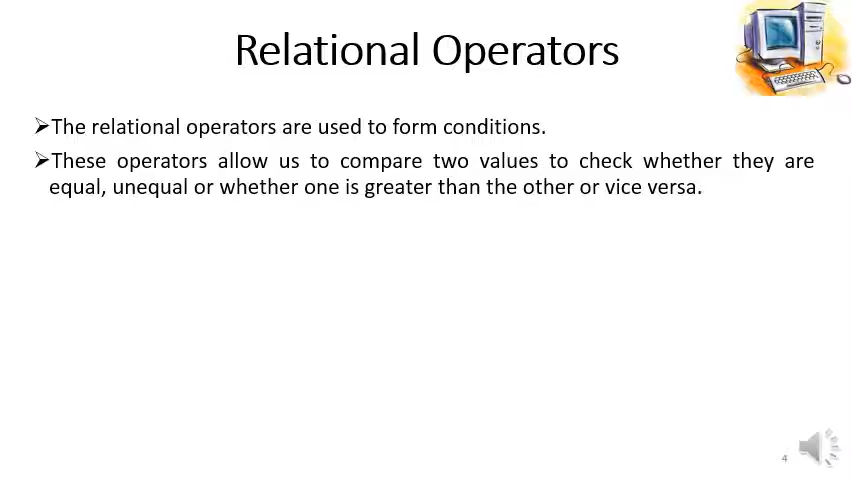 Relational Operators
➢The relational operators are used to form conditions.
➢These operators allow us to compare two values to check whether they are
equal, unequal or whether one is greater than the other or vice versa.
4